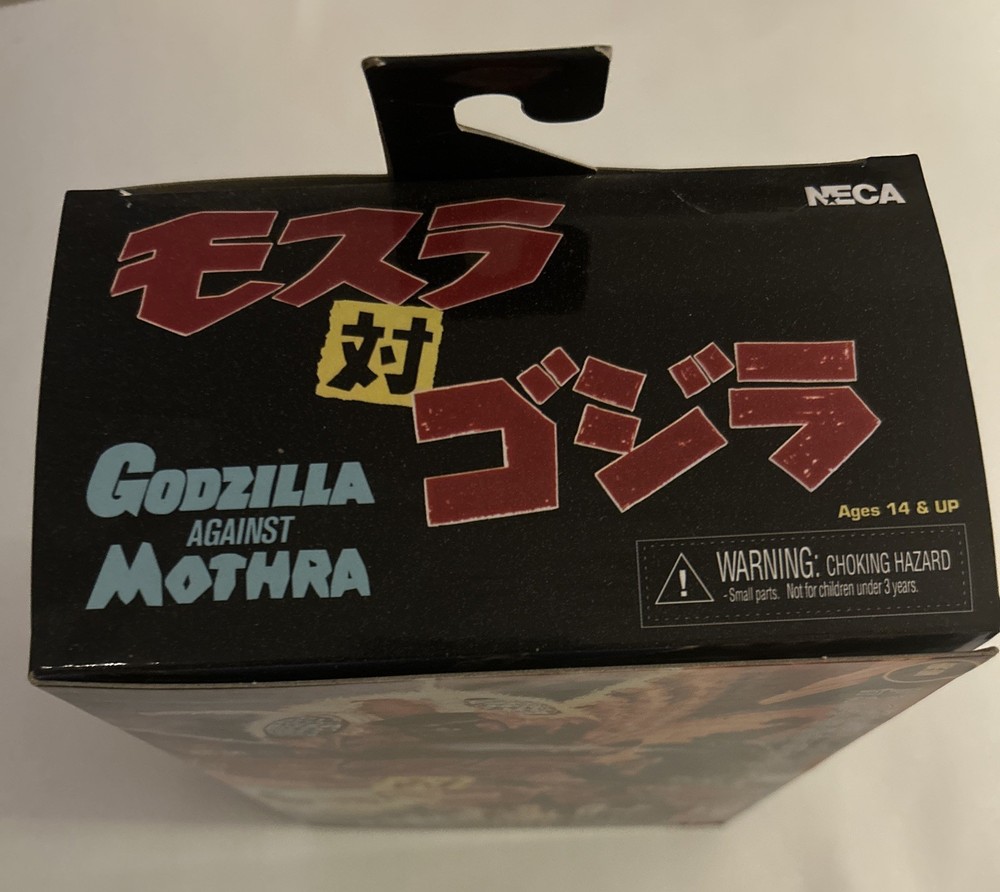 NECA
モスラ
対
ゴジラ
GODZILLA
AGAINST
MOTHRA
Ages 14 & UP
WARNING: CHOKING HAZARD
- Small parts. Not for children under 3 years.